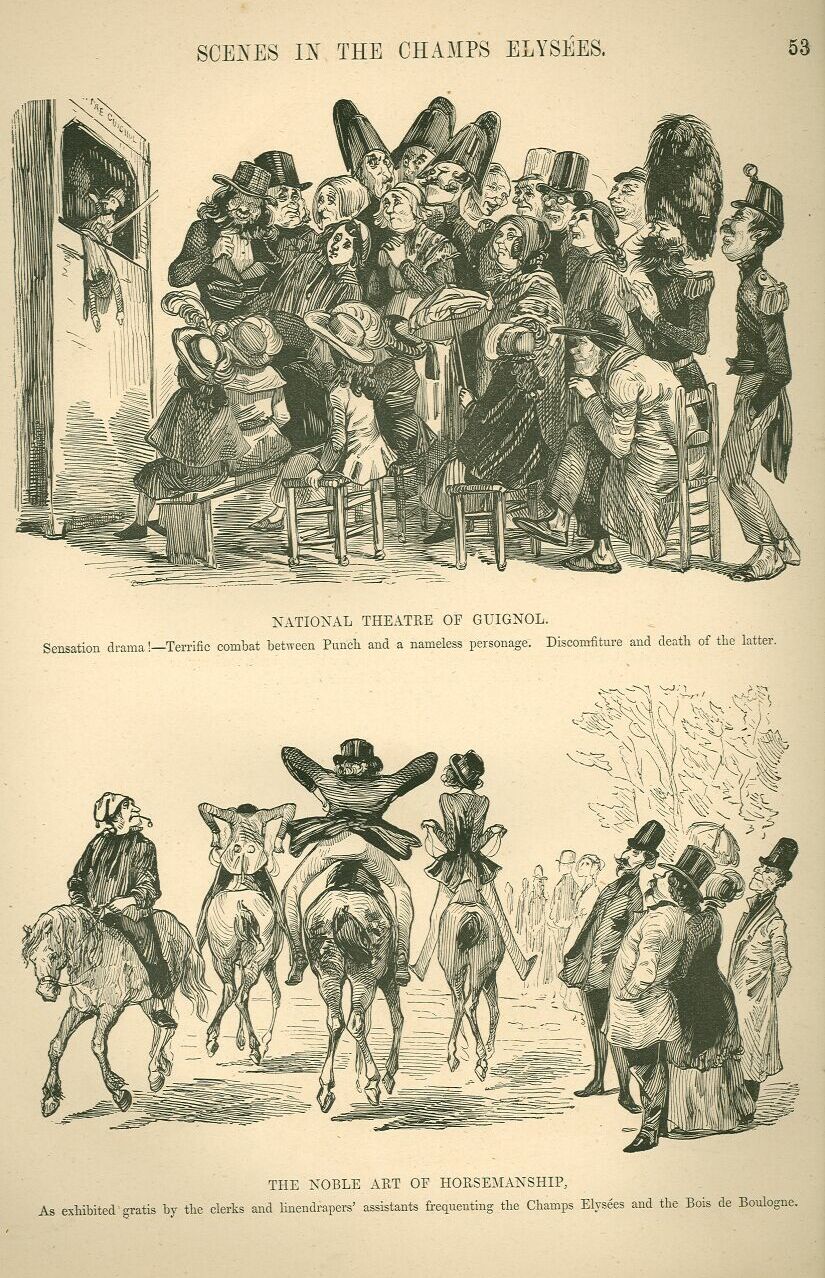 SCENES IN THE CHAMPS ELYSÉES.
53
GUIGNOL
NATIONAL THEATRE OF GUIGNOL.
Sensation drama!—Terrific combat between Punch and a nameless personage. Discomfiture and death of the latter.
THE NOBLE ART OF HORSEMANSHIP,
As exhibited gratis by the clerks and linendrapers' assistants frequenting the Champs Elysées and the Bois de Boulogne.